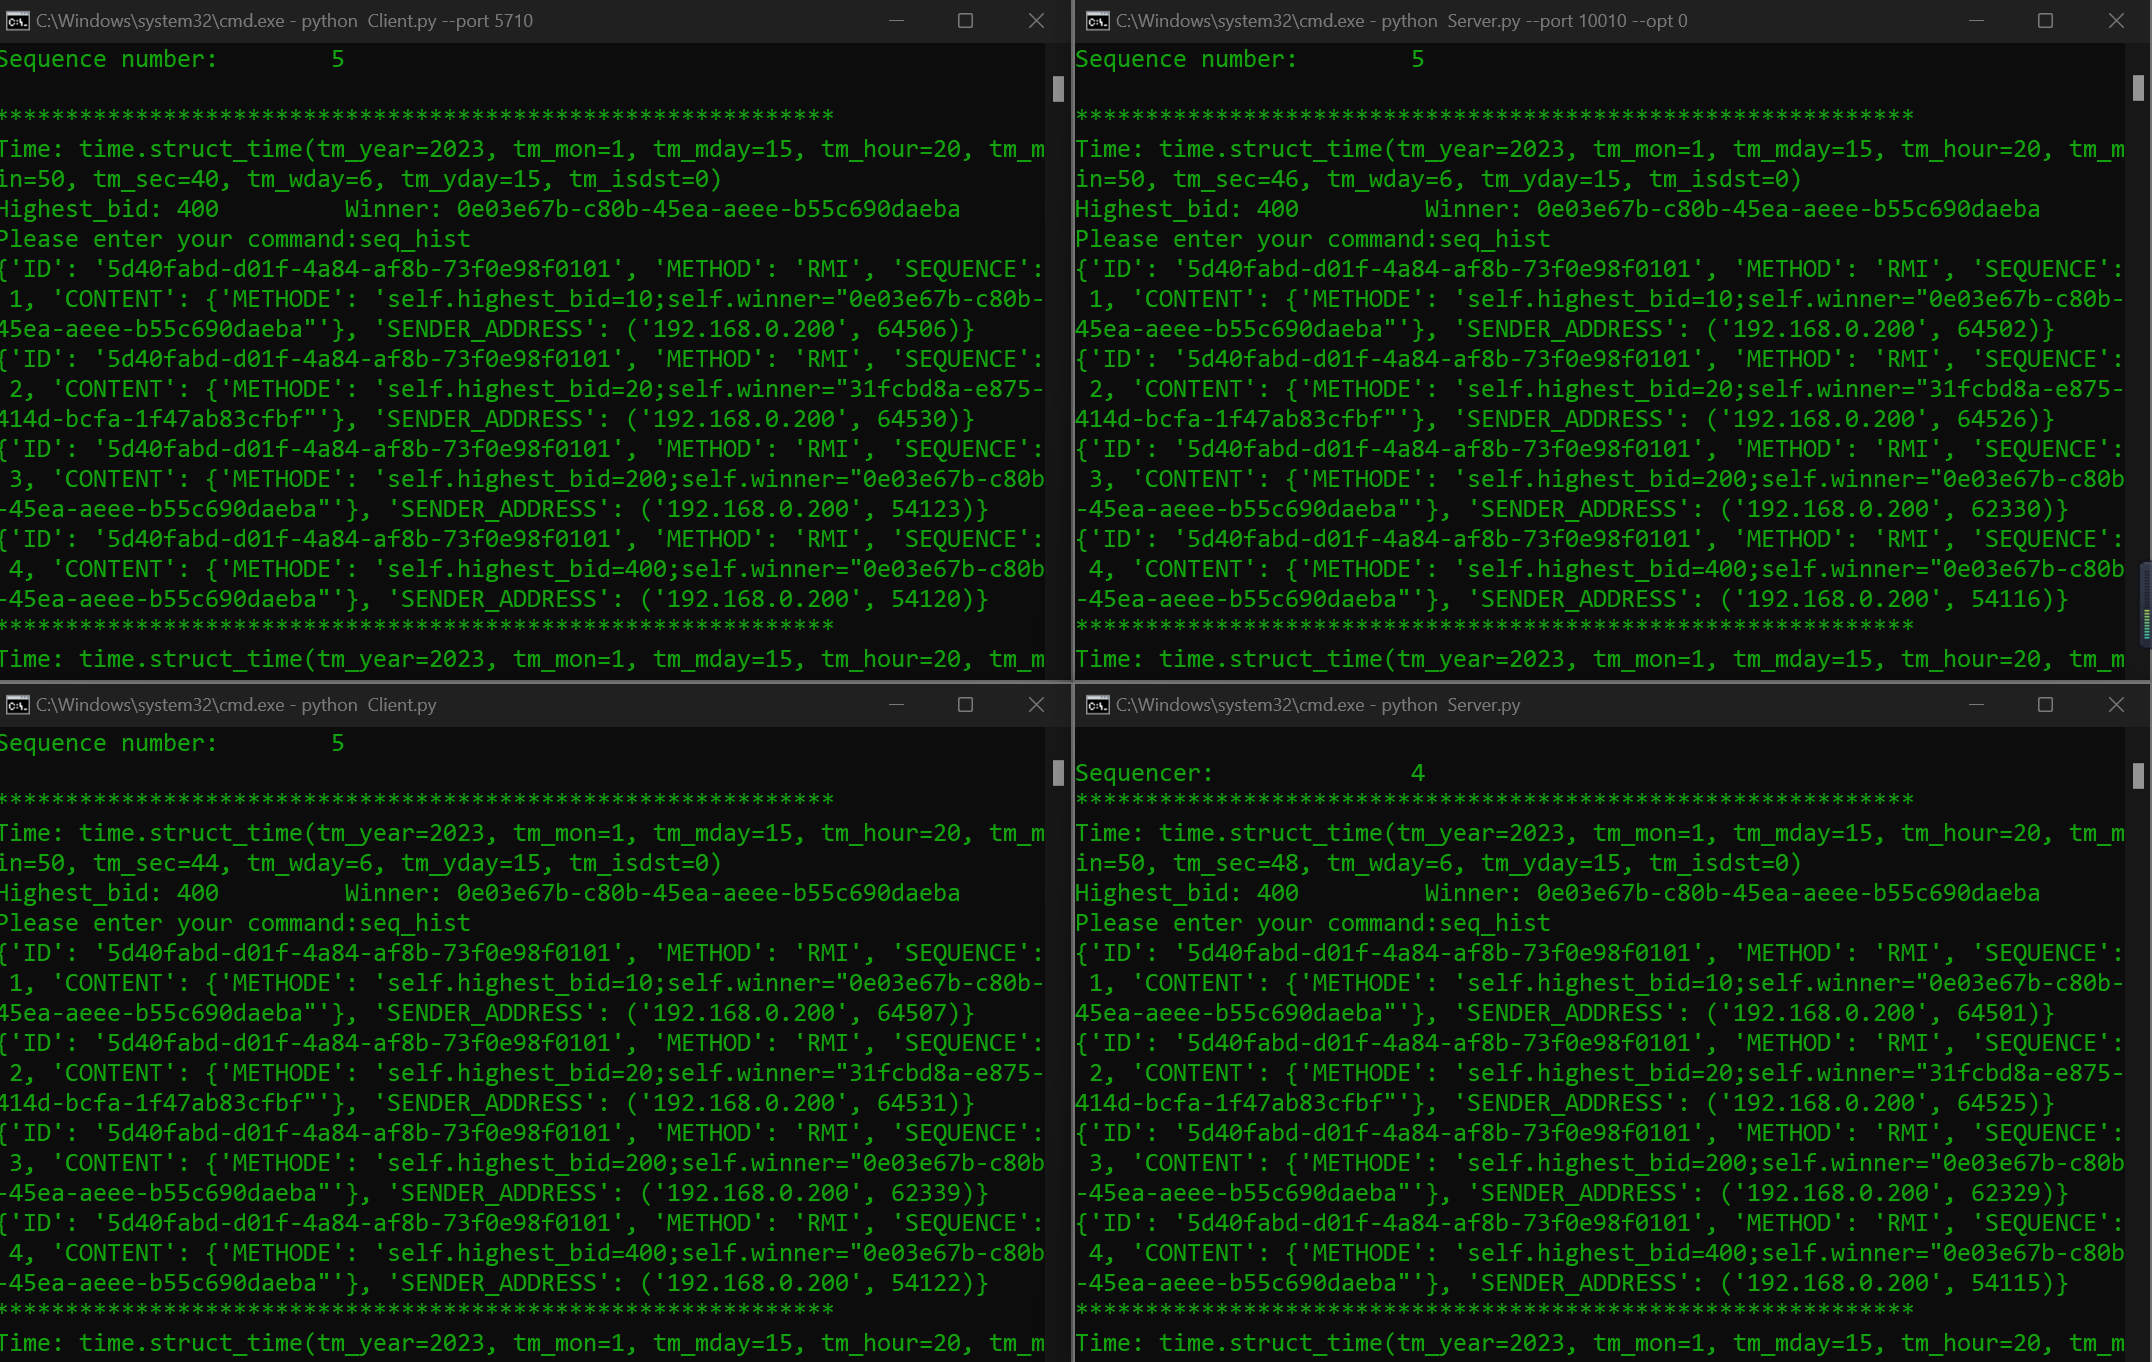 C:\Windows\system32\cmd.exe - python  Client.py --port 5710
Sequence number:        5
************************************************************
Time: time.struct_time(tm_year=2023, tm_mon=1, tm_mday=15, tm_hour=20, tm_m
in=50, tm_sec=40, tm_wday=6, tm_yday=15, tm_isdst=0)
Highest_bid: 400         Winner: 0e03e67b-c80b-45ea-aeee-b55c690daeba
Please enter your command:seq_hist
{'ID': '5d40fabd-d01f-4a84-af8b-73f0e98f0101', 'METHOD': 'RMI', 'SEQUENCE':
 1, 'CONTENT': {'METHODE': 'self.highest_bid=10;self.winner="0e03e67b-c80b-
45ea-aeee-b55c690daeba"'}, 'SENDER_ADDRESS': ('192.168.0.200', 64506)}
{'ID': '5d40fabd-d01f-4a84-af8b-73f0e98f0101', 'METHOD': 'RMI', 'SEQUENCE':
 2, 'CONTENT': {'METHODE': 'self.highest_bid=20;self.winner="31fcbd8a-e875-
414d-bcfa-1f47ab83cfbf"'}, 'SENDER_ADDRESS': ('192.168.0.200', 64530)}
{'ID': '5d40fabd-d01f-4a84-af8b-73f0e98f0101', 'METHOD': 'RMI', 'SEQUENCE':
 3, 'CONTENT': {'METHODE': 'self.highest_bid=200;self.winner="0e03e67b-c80b
-45ea-aeee-b55c690daeba"'}, 'SENDER_ADDRESS': ('192.168.0.200', 54123)}
{'ID': '5d40fabd-d01f-4a84-af8b-73f0e98f0101', 'METHOD': 'RMI', 'SEQUENCE':
 4, 'CONTENT': {'METHODE': 'self.highest_bid=400;self.winner="0e03e67b-c80b
-45ea-aeee-b55c690daeba"'}, 'SENDER_ADDRESS': ('192.168.0.200', 54120)}
************************************************************
Time: time.struct_time(tm_year=2023, tm_mon=1, tm_mday=15, tm_hour=20, tm_m
C:\Windows\system32\cmd.exe - python  Server.py --port 10010 --opt 0
Sequence number:        5
************************************************************
Time: time.struct_time(tm_year=2023, tm_mon=1, tm_mday=15, tm_hour=20, tm_m
in=50, tm_sec=46, tm_wday=6, tm_yday=15, tm_isdst=0)
Highest_bid: 400         Winner: 0e03e67b-c80b-45ea-aeee-b55c690daeba
Please enter your command:seq_hist
{'ID': '5d40fabd-d01f-4a84-af8b-73f0e98f0101', 'METHOD': 'RMI', 'SEQUENCE':
 1, 'CONTENT': {'METHODE': 'self.highest_bid=10;self.winner="0e03e67b-c80b-
45ea-aeee-b55c690daeba"'}, 'SENDER_ADDRESS': ('192.168.0.200', 64502)}
{'ID': '5d40fabd-d01f-4a84-af8b-73f0e98f0101', 'METHOD': 'RMI', 'SEQUENCE':
 2, 'CONTENT': {'METHODE': 'self.highest_bid=20;self.winner="31fcbd8a-e875-
414d-bcfa-1f47ab83cfbf"'}, 'SENDER_ADDRESS': ('192.168.0.200', 64526)}
{'ID': '5d40fabd-d01f-4a84-af8b-73f0e98f0101', 'METHOD': 'RMI', 'SEQUENCE':
 3, 'CONTENT': {'METHODE': 'self.highest_bid=200;self.winner="0e03e67b-c80b
-45ea-aeee-b55c690daeba"'}, 'SENDER_ADDRESS': ('192.168.0.200', 62330)}
{'ID': '5d40fabd-d01f-4a84-af8b-73f0e98f0101', 'METHOD': 'RMI', 'SEQUENCE':
 4, 'CONTENT': {'METHODE': 'self.highest_bid=400;self.winner="0e03e67b-c80b
-45ea-aeee-b55c690daeba"'}, 'SENDER_ADDRESS': ('192.168.0.200', 54116)}
************************************************************
Time: time.struct_time(tm_year=2023, tm_mon=1, tm_mday=15, tm_hour=20, tm_m
C:\Windows\system32\cmd.exe - python  Client.py
Sequence number:        5
************************************************************
Time: time.struct_time(tm_year=2023, tm_mon=1, tm_mday=15, tm_hour=20, tm_m
in=50, tm_sec=44, tm_wday=6, tm_yday=15, tm_isdst=0)
Highest_bid: 400         Winner: 0e03e67b-c80b-45ea-aeee-b55c690daeba
Please enter your command:seq_hist
{'ID': '5d40fabd-d01f-4a84-af8b-73f0e98f0101', 'METHOD': 'RMI', 'SEQUENCE':
 1, 'CONTENT': {'METHODE': 'self.highest_bid=10;self.winner="0e03e67b-c80b-
45ea-aeee-b55c690daeba"'}, 'SENDER_ADDRESS': ('192.168.0.200', 64507)}
{'ID': '5d40fabd-d01f-4a84-af8b-73f0e98f0101', 'METHOD': 'RMI', 'SEQUENCE':
 2, 'CONTENT': {'METHODE': 'self.highest_bid=20;self.winner="31fcbd8a-e875-
414d-bcfa-1f47ab83cfbf"'}, 'SENDER_ADDRESS': ('192.168.0.200', 64531)}
{'ID': '5d40fabd-d01f-4a84-af8b-73f0e98f0101', 'METHOD': 'RMI', 'SEQUENCE':
 3, 'CONTENT': {'METHODE': 'self.highest_bid=200;self.winner="0e03e67b-c80b
-45ea-aeee-b55c690daeba"'}, 'SENDER_ADDRESS': ('192.168.0.200', 62339)}
{'ID': '5d40fabd-d01f-4a84-af8b-73f0e98f0101', 'METHOD': 'RMI', 'SEQUENCE':
 4, 'CONTENT': {'METHODE': 'self.highest_bid=400;self.winner="0e03e67b-c80b
-45ea-aeee-b55c690daeba"'}, 'SENDER_ADDRESS': ('192.168.0.200', 54122)}
************************************************************
Time: time.struct_time(tm_year=2023, tm_mon=1, tm_mday=15, tm_hour=20, tm_m
C:\Windows\system32\cmd.exe - python  Server.py
Sequencer:              4
************************************************************
Time: time.struct_time(tm_year=2023, tm_mon=1, tm_mday=15, tm_hour=20, tm_m
in=50, tm_sec=48, tm_wday=6, tm_yday=15, tm_isdst=0)
Highest_bid: 400         Winner: 0e03e67b-c80b-45ea-aeee-b55c690daeba
Please enter your command:seq_hist
{'ID': '5d40fabd-d01f-4a84-af8b-73f0e98f0101', 'METHOD': 'RMI', 'SEQUENCE':
 1, 'CONTENT': {'METHODE': 'self.highest_bid=10;self.winner="0e03e67b-c80b-
45ea-aeee-b55c690daeba"'}, 'SENDER_ADDRESS': ('192.168.0.200', 64501)}
{'ID': '5d40fabd-d01f-4a84-af8b-73f0e98f0101', 'METHOD': 'RMI', 'SEQUENCE':
 2, 'CONTENT': {'METHODE': 'self.highest_bid=20;self.winner="31fcbd8a-e875-
414d-bcfa-1f47ab83cfbf"'}, 'SENDER_ADDRESS': ('192.168.0.200', 64525)}
{'ID': '5d40fabd-d01f-4a84-af8b-73f0e98f0101', 'METHOD': 'RMI', 'SEQUENCE':
 3, 'CONTENT': {'METHODE': 'self.highest_bid=200;self.winner="0e03e67b-c80b
-45ea-aeee-b55c690daeba"'}, 'SENDER_ADDRESS': ('192.168.0.200', 62329)}
{'ID': '5d40fabd-d01f-4a84-af8b-73f0e98f0101', 'METHOD': 'RMI', 'SEQUENCE':
 4, 'CONTENT': {'METHODE': 'self.highest_bid=400;self.winner="0e03e67b-c80b
-45ea-aeee-b55c690daeba"'}, 'SENDER_ADDRESS': ('192.168.0.200', 54115)}
************************************************************
Time: time.struct_time(tm_year=2023, tm_mon=1, tm_mday=15, tm_hour=20, tm_m